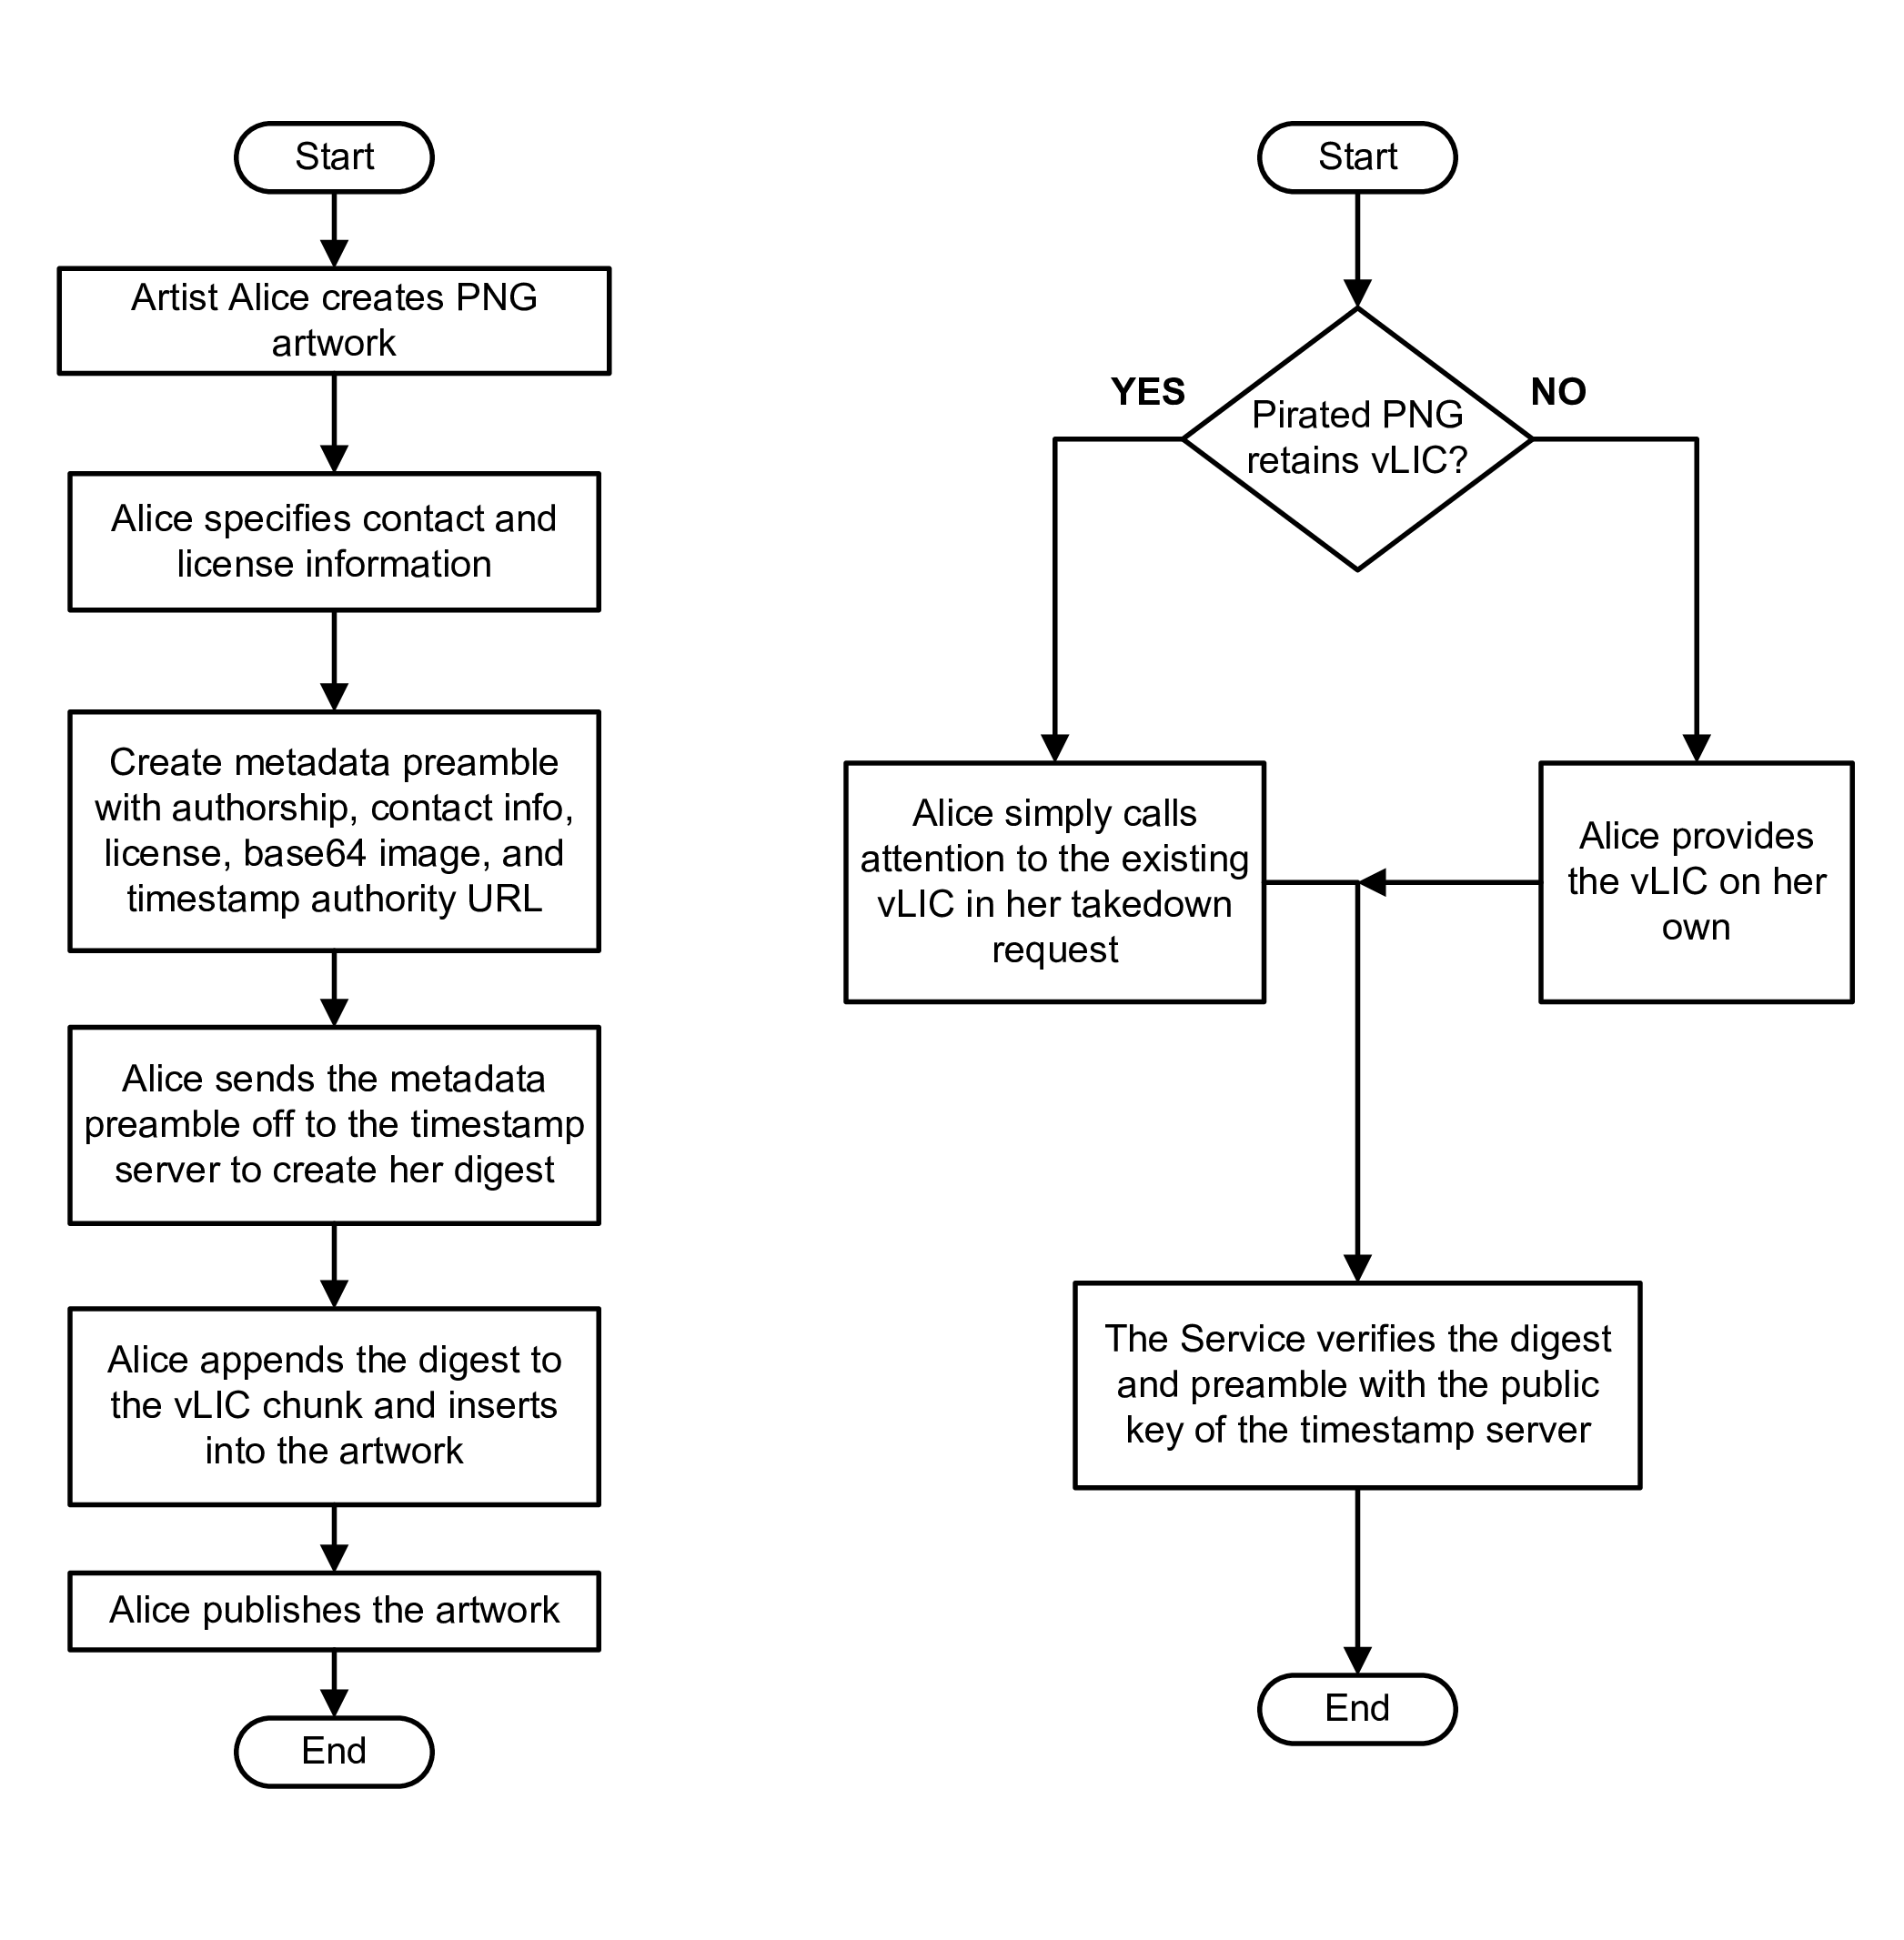 Start
Artist Alice creates PNG
artwork
Alice specifies contact and
license information
Create metadata preamble
with authorship, contact info,
license, base64 image, and
timestamp authority URL
Alice sends the metadata
preamble off to the timestamp
server to create her digest
Alice appends the digest to
the vLIC chunk and inserts
into the artwork
Alice publishes the artwork
End
Start
Pirated PNG
retains vLIC?
YES
NO
Alice simply calls
attention to the existing
vLIC in her takedown
request
Alice provides
the vLIC on her
own
The Service verifies the digest
and preamble with the public
key of the timestamp server
End